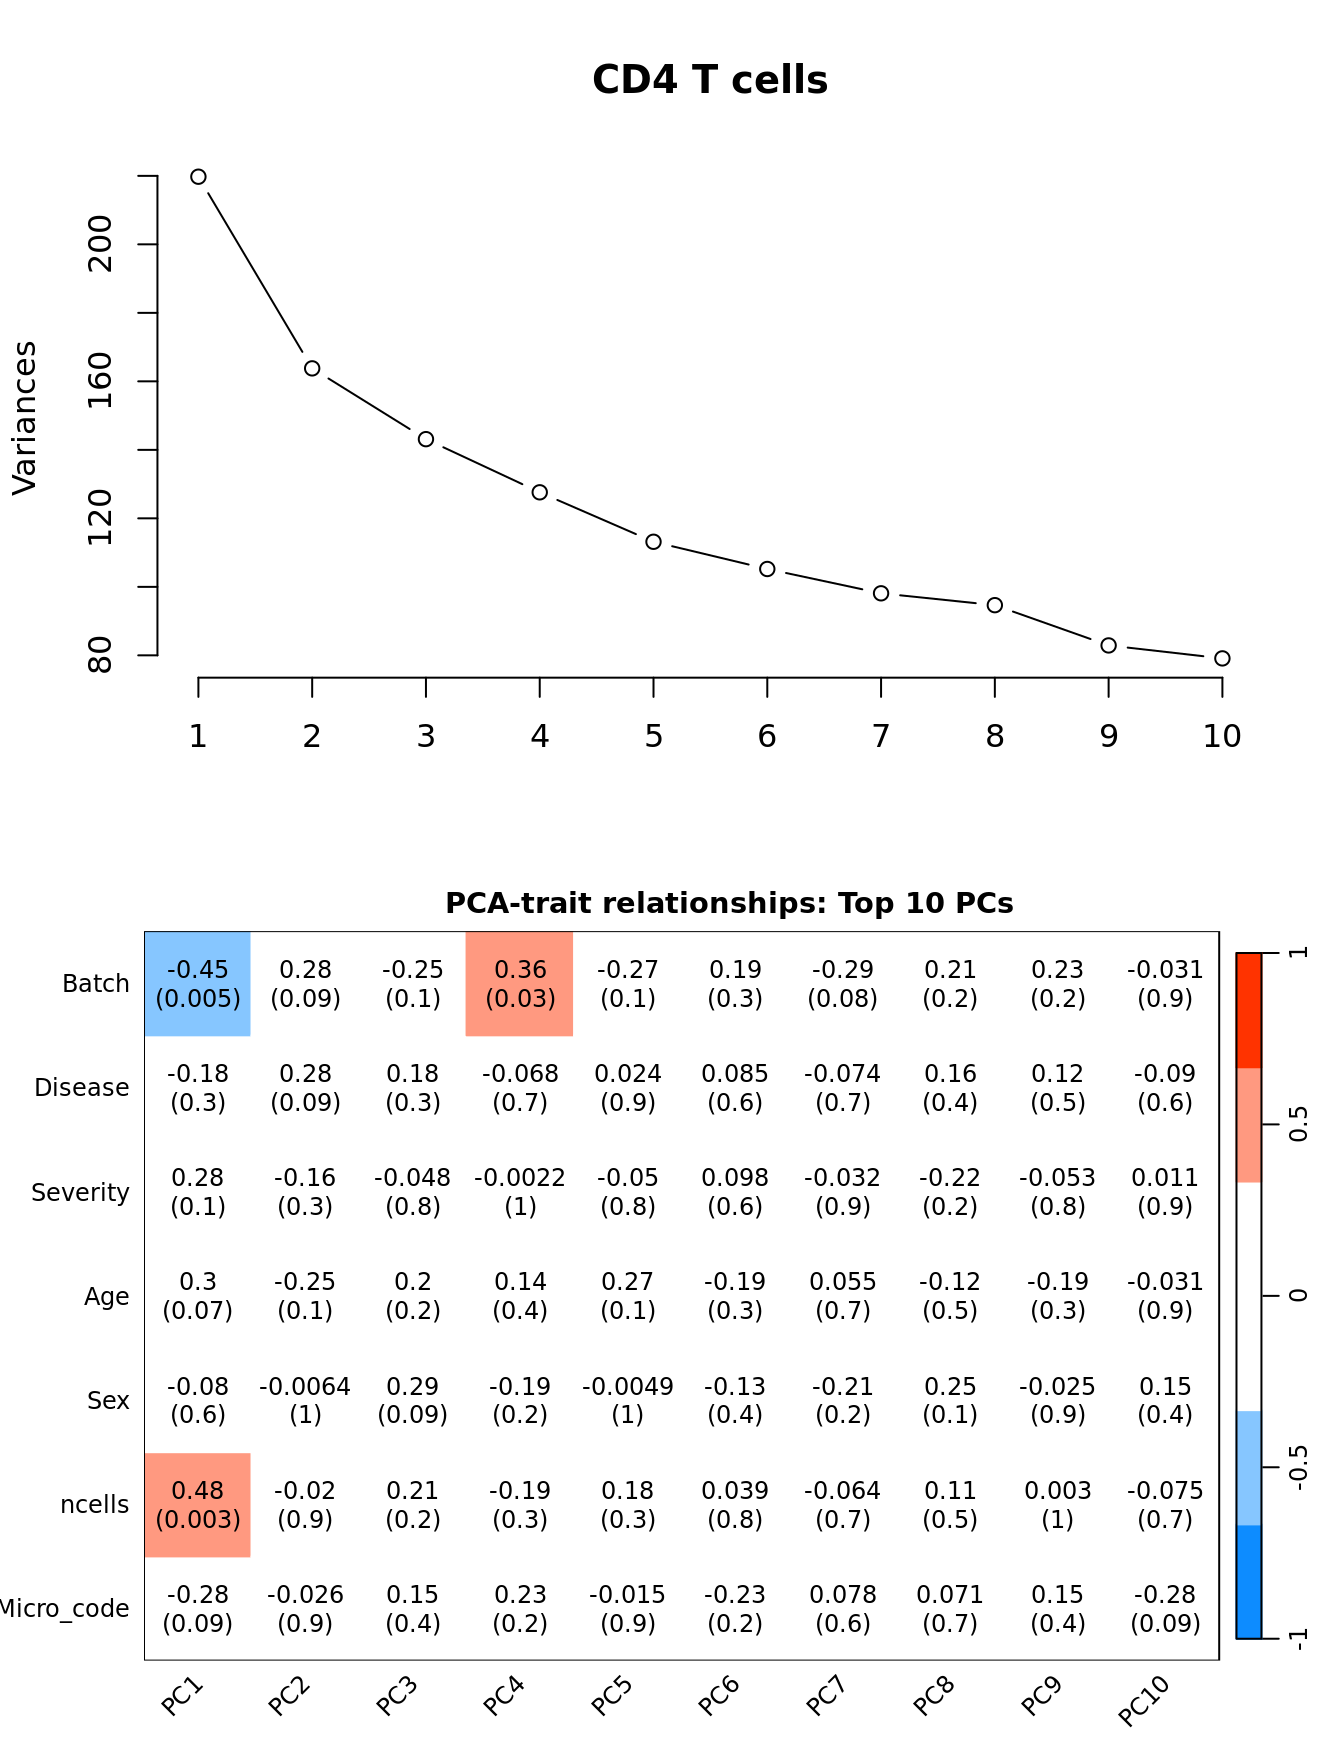 CD4 T cells
Variances
200
160
120
80
1 2 3 4 5 6 7 8 9 10
PCA-trait relationships: Top 10 PCs
Batch -0.45 0.28 -0.25 0.36 -0.27 0.19 -0.29 0.21 0.23 -0.031
(0.005) (0.09) (0.1) (0.03) (0.1) (0.3) (0.08) (0.2) (0.2) (0.9)
Disease -0.18 0.28 0.18 -0.068 0.024 0.085 -0.074 0.16 0.12 -0.09
(0.3) (0.09) (0.3) (0.7) (0.9) (0.6) (0.7) (0.4) (0.5) (0.6)
Severity 0.28 -0.16 -0.048 -0.0022 -0.05 0.098 -0.032 -0.22 -0.053 0.011
(0.1) (0.3) (0.8) (1) (0.8) (0.6) (0.9) (0.2) (0.8) (0.9)
Age 0.3 -0.25 0.2 0.14 0.27 -0.19 0.055 -0.12 -0.19 -0.031
(0.07) (0.1) (0.2) (0.4) (0.1) (0.3) (0.7) (0.5) (0.3) (0.9)
Sex -0.08 -0.0064 0.29 -0.19 -0.0049 -0.13 -0.21 0.25 -0.025 0.15
(0.6) (1) (0.09) (0.2) (1) (0.4) (0.2) (0.1) (0.9) (0.4)
ncells 0.48 -0.02 0.21 -0.19 0.18 0.039 -0.064 0.11 0.003 -0.075
(0.003) (0.9) (0.2) (0.3) (0.3) (0.8) (0.7) (0.5) (1) (0.7)
Micro_code -0.28 -0.026 0.15 0.23 -0.015 -0.23 0.078 0.071 0.15 -0.28
(0.09) (0.9) (0.4) (0.2) (0.9) (0.2) (0.6) (0.7) (0.4) (0.09)
PC1 PC2 PC3 PC4 PC5 PC6 PC7 PC8 PC9 PC10
1
0.5
0
-0.5
-1